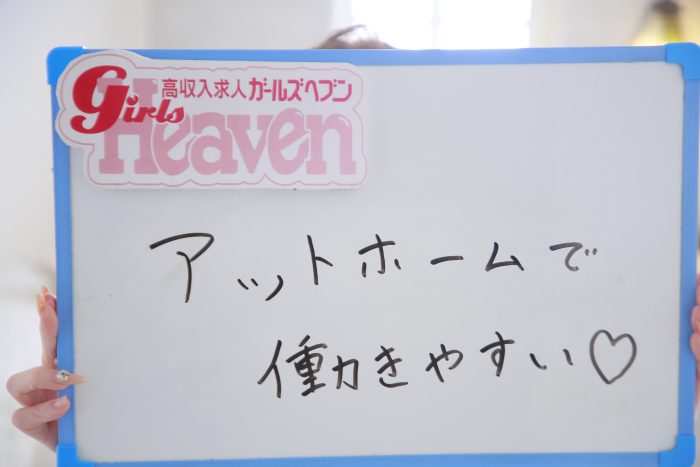 高収入求人ガールズヘブン
Girls
Heaven
アットホームで
働きやすい♡